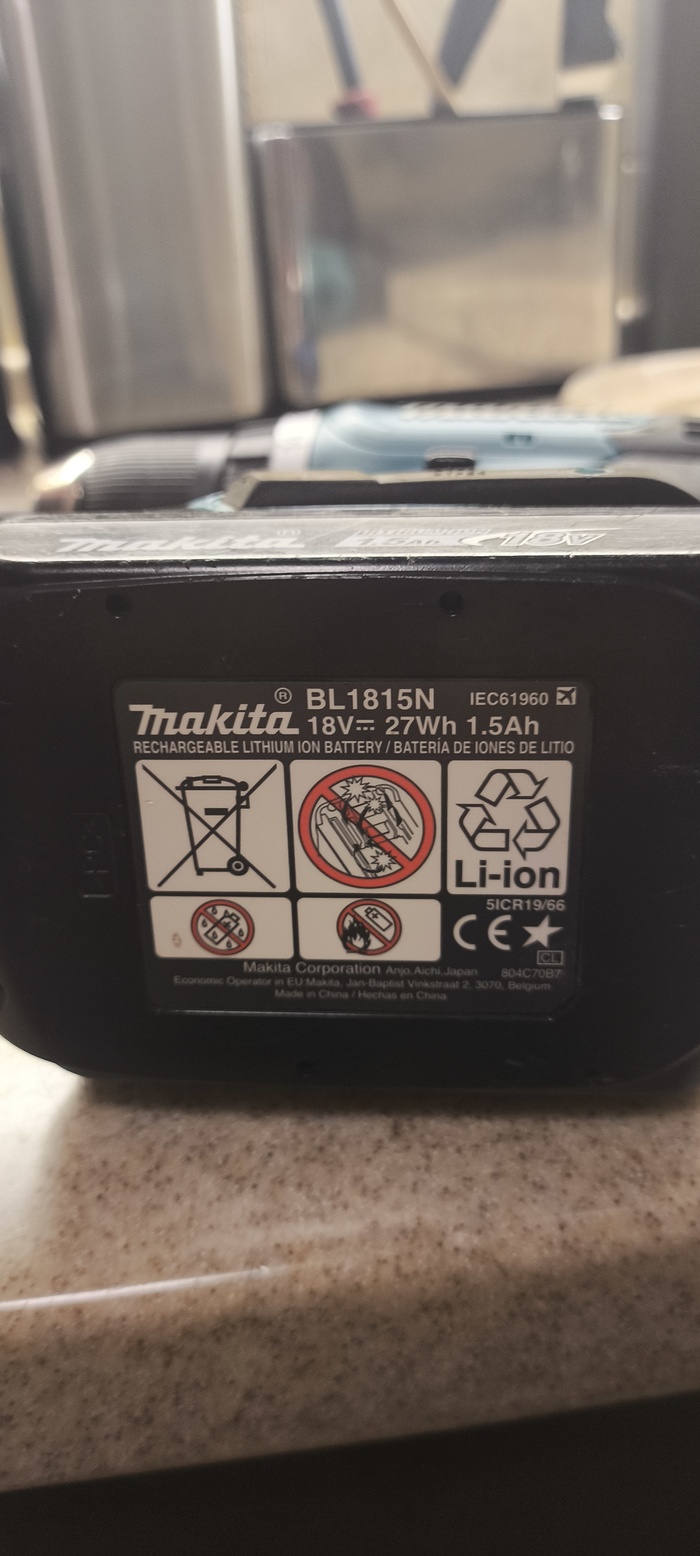 makita® 1.5Ah 18V
® BL1815N IEC61960
makita 18V 27Wh 1.5Ah
RECHARGEABLE LITHIUM ION BATTERY / BATERÍA DE IONES DE LITIO
Li-ion
5ICR19/66
CE
CL
Makita Corporation Anjo, Aichi, Japan 804C70B7
Economic Operator in EU:Makita, Jan-Baptist Vinkstraat 2, 3070, Belgium
Made in China / Hechas en China